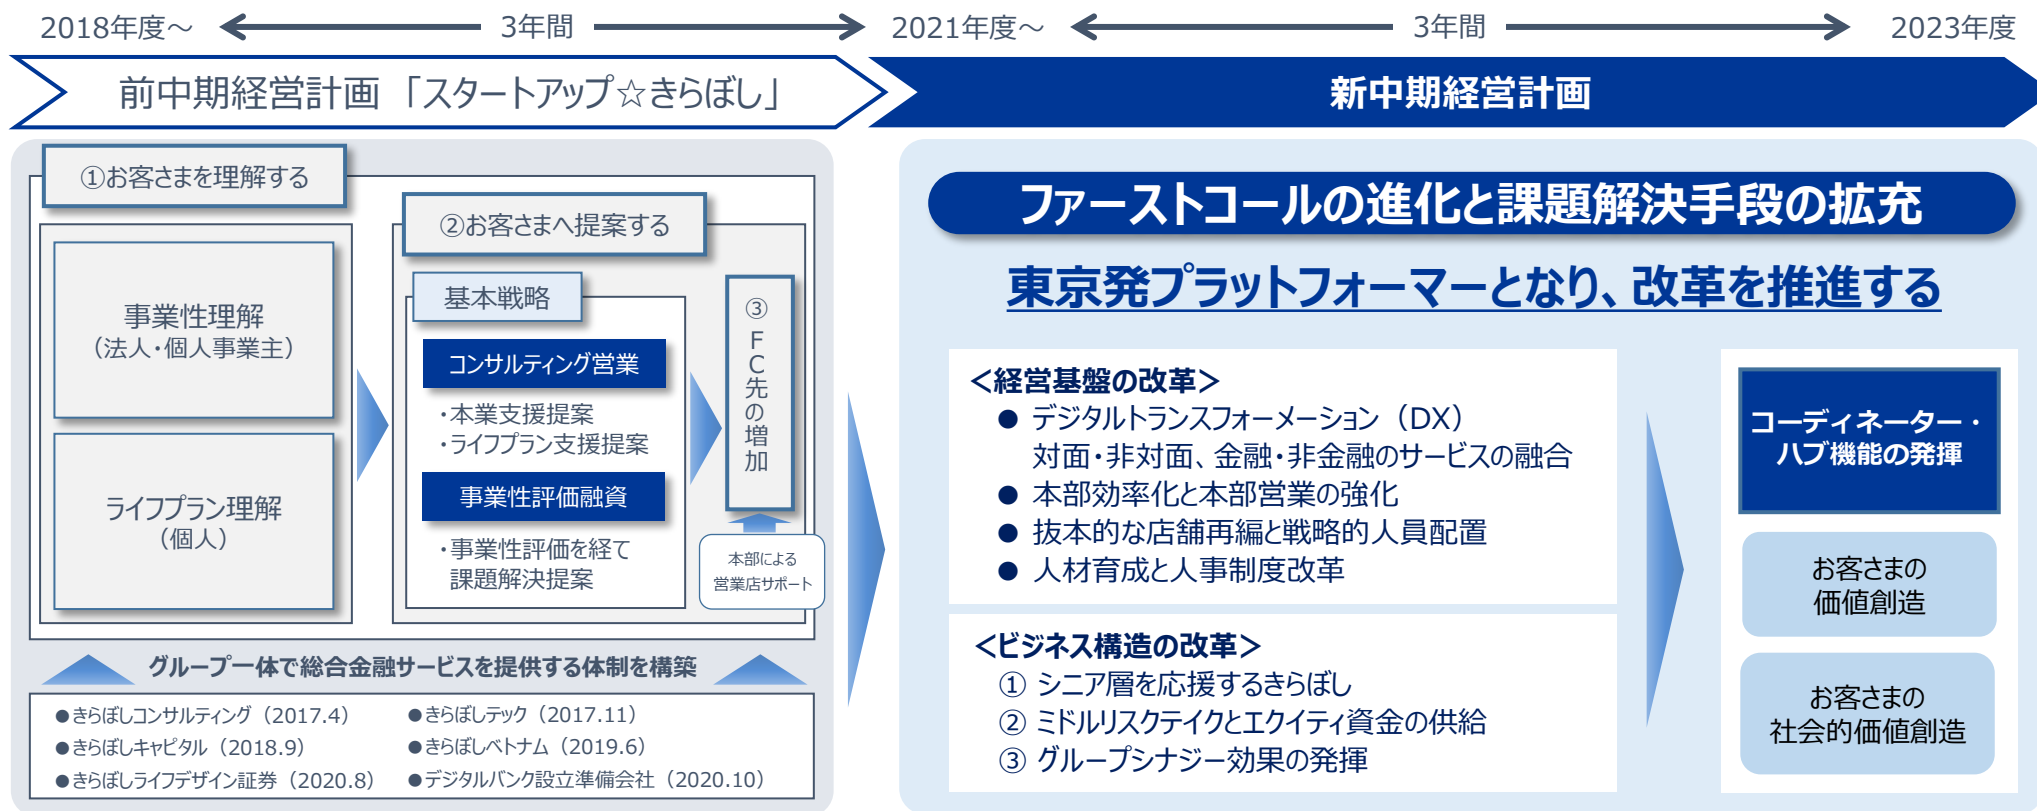 2018年度～
3年間
2021年度～
3年間
2023年度
前中期経営計画「スタートアップ☆きらぼし」
新中期経営計画
①お客さまを理解する
事業性理解
（法人・個人事業主）
ライフプラン理解
（個人）
②お客さまへ提案する
基本戦略
コンサルティング営業
・本業支援提案
・ライフプラン支援提案
事業性評価融資
・事業性評価を経て
課題解決提案
③
FC先の増加
本部による
営業店サポート
グループ一体で総合金融サービスを提供する体制を構築
●きらぼしコンサルティング（2017.4）
●きらぼしテック（2017.11）
●きらぼしキャピタル（2018.9）
●きらぼしベトナム（2019.6）
●きらぼしライフデザイン証券（2020.8）
●デジタルバンク設立準備会社（2020.10）
ファーストコールの進化と課題解決手段の拡充
東京発プラットフォーマーとなり、改革を推進する
＜経営基盤の改革＞
● デジタルトランスフォーメーション（DX）
対面・非対面、金融・非金融のサービスの融合
● 本部効率化と本部営業の強化
● 抜本的な店舗再編と戦略的人員配置
● 人材育成と人事制度改革
＜ビジネス構造の改革＞
① シニア層を応援するきらぼし
② ミドルリスクテイクとエクイティ資金の供給
③ グループシナジー効果の発揮
コーディネーター・
ハブ機能の発揮
お客さまの
価値創造
お客さまの
社会的価値創造